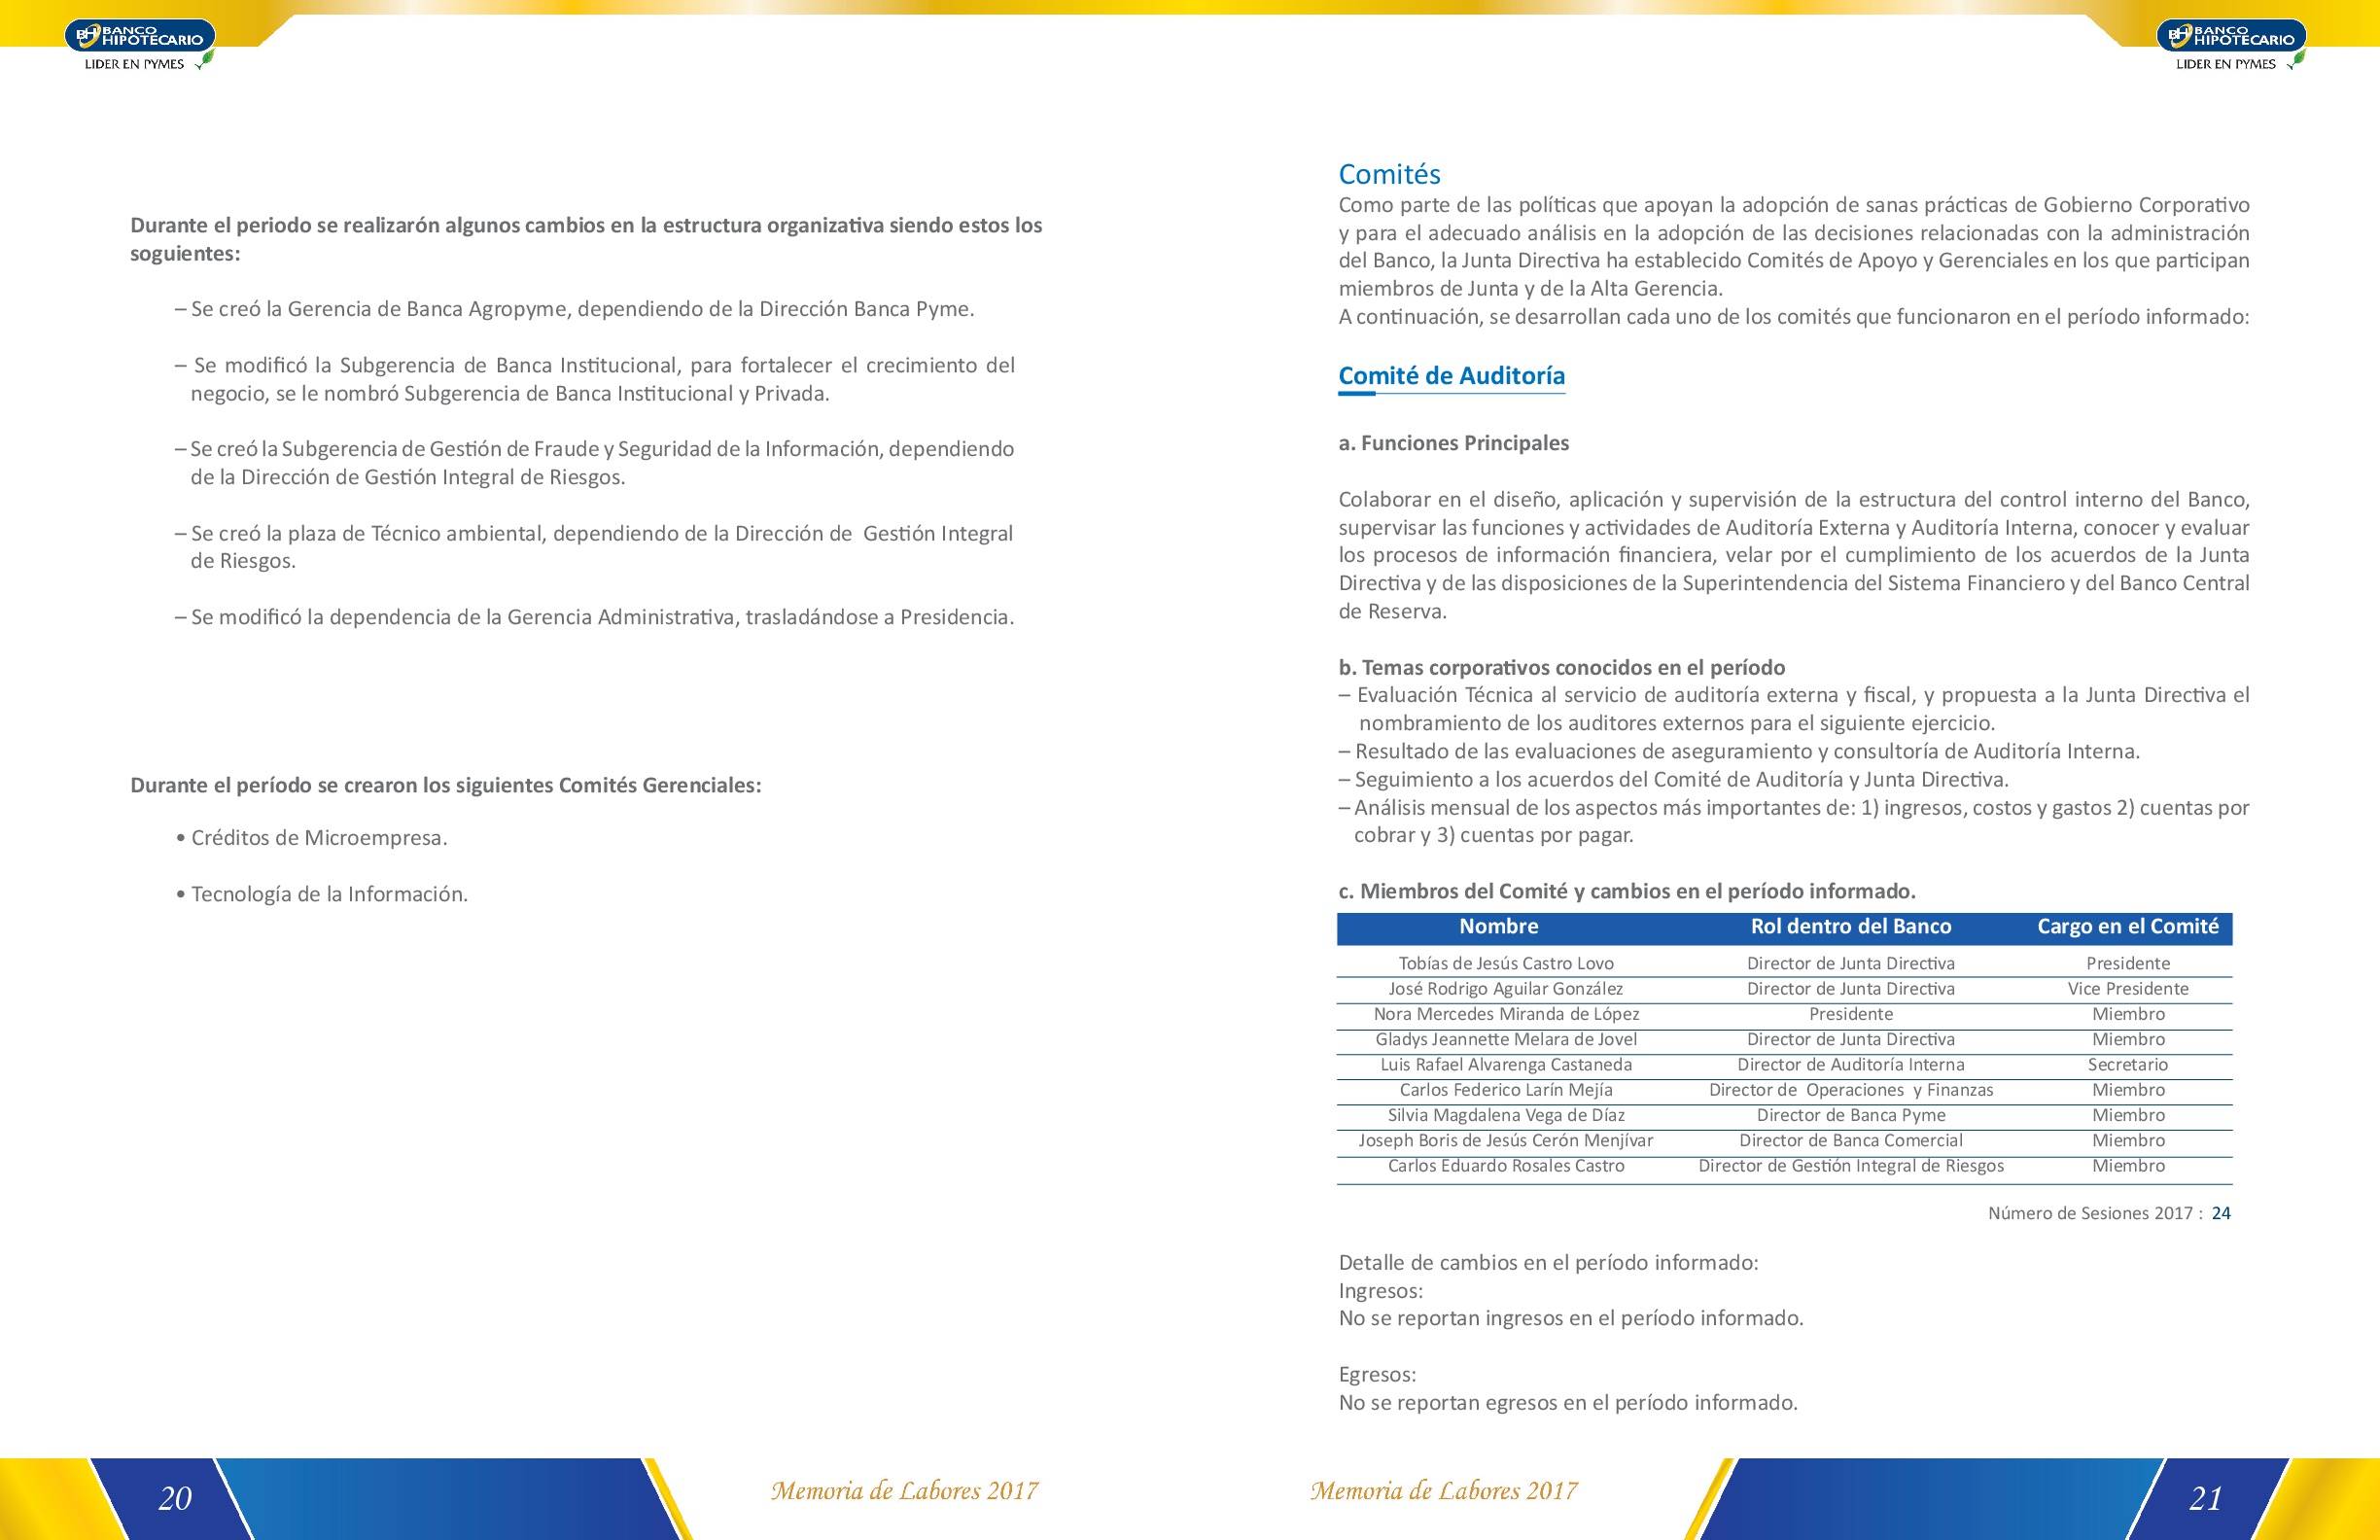 BH BANCO
HIPOTECARIO
LIDER EN PYMES
Durante el periodo se realizarón algunos cambios en la estructura organizativa siendo estos los
soguientes:
– Se creó la Gerencia de Banca Agropyme, dependiendo de la Dirección Banca Pyme.
– Se modificó la Subgerencia de Banca Institucional, para fortalecer el crecimiento del
negocio, se le nombró Subgerencia de Banca Institucional y Privada.
– Se creó la Subgerencia de Gestión de Fraude y Seguridad de la Información, dependiendo
de la Dirección de Gestión Integral de Riesgos.
– Se creó la plaza de Técnico ambiental, dependiendo de la Dirección de Gestión Integral
de Riesgos.
– Se modificó la dependencia de la Gerencia Administrativa, trasladándose a Presidencia.
Durante el período se crearon los siguientes Comités Gerenciales:
• Créditos de Microempresa.
• Tecnología de la Información.
20
Memoria de Labores 2017
BH BANCO
HIPOTECARIO
LIDER EN PYMES
Comités
Como parte de las políticas que apoyan la adopción de sanas prácticas de Gobierno Corporativo
y para el adecuado análisis en la adopción de las decisiones relacionadas con la administración
del Banco, la Junta Directiva ha establecido Comités de Apoyo y Gerenciales en los que participan
miembros de Junta y de la Alta Gerencia.
A continuación, se desarrollan cada uno de los comités que funcionaron en el período informado:
Comité de Auditoría
a. Funciones Principales
Colaborar en el diseño, aplicación y supervisión de la estructura del control interno del Banco,
supervisar las funciones y actividades de Auditoría Externa y Auditoría Interna, conocer y evaluar
los procesos de información financiera, velar por el cumplimiento de los acuerdos de la Junta
Directiva y de las disposiciones de la Superintendencia del Sistema Financiero y del Banco Central
de Reserva.
b. Temas corporativos conocidos en el período
– Evaluación Técnica al servicio de auditoría externa y fiscal, y propuesta a la Junta Directiva el
nombramiento de los auditores externos para el siguiente ejercicio.
– Resultado de las evaluaciones de aseguramiento y consultoría de Auditoría Interna.
– Seguimiento a los acuerdos del Comité de Auditoría y Junta Directiva.
– Análisis mensual de los aspectos más importantes de: 1) ingresos, costos y gastos 2) cuentas por
cobrar y 3) cuentas por pagar.
c. Miembros del Comité y cambios en el período informado.
Nombre Rol dentro del Banco Cargo en el Comité
Tobías de Jesús Castro Lovo Director de Junta Directiva Presidente
José Rodrigo Aguilar González Director de Junta Directiva Vice Presidente
Nora Mercedes Miranda de López Presidente Miembro
Gladys Jeannette Melara de Jovel Director de Junta Directiva Miembro
Luis Rafael Alvarenga Castaneda Director de Auditoría Interna Secretario
Carlos Federico Larín Mejía Director de Operaciones y Finanzas Miembro
Silvia Magdalena Vega de Díaz Director de Banca Pyme Miembro
Joseph Boris de Jesús Cerón Menjívar Director de Banca Comercial Miembro
Carlos Eduardo Rosales Castro Director de Gestión Integral de Riesgos Miembro
Número de Sesiones 2017 : 24
Detalle de cambios en el período informado:
Ingresos:
No se reportan ingresos en el período informado.
Egresos:
No se reportan egresos en el período informado.
Memoria de Labores 2017
21